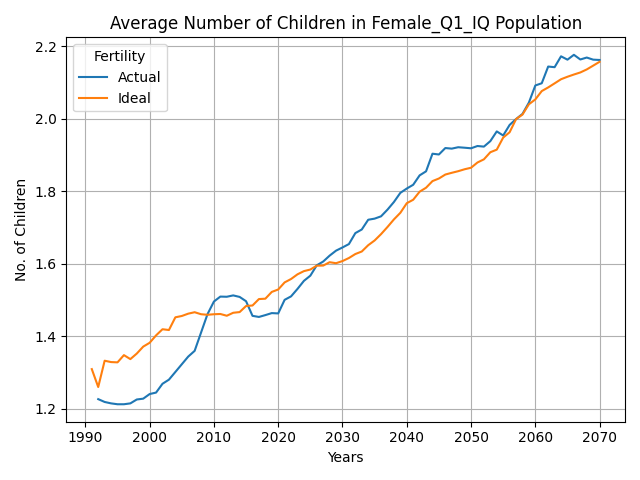 Average Number of Children in Female_Q1_IQ Population
Fertility
Actual
Ideal
No. of Children
2.2
2.0
1.8
1.6
1.4
1.2
1990 2000 2010 2020 2030 2040 2050 2060 2070
Years